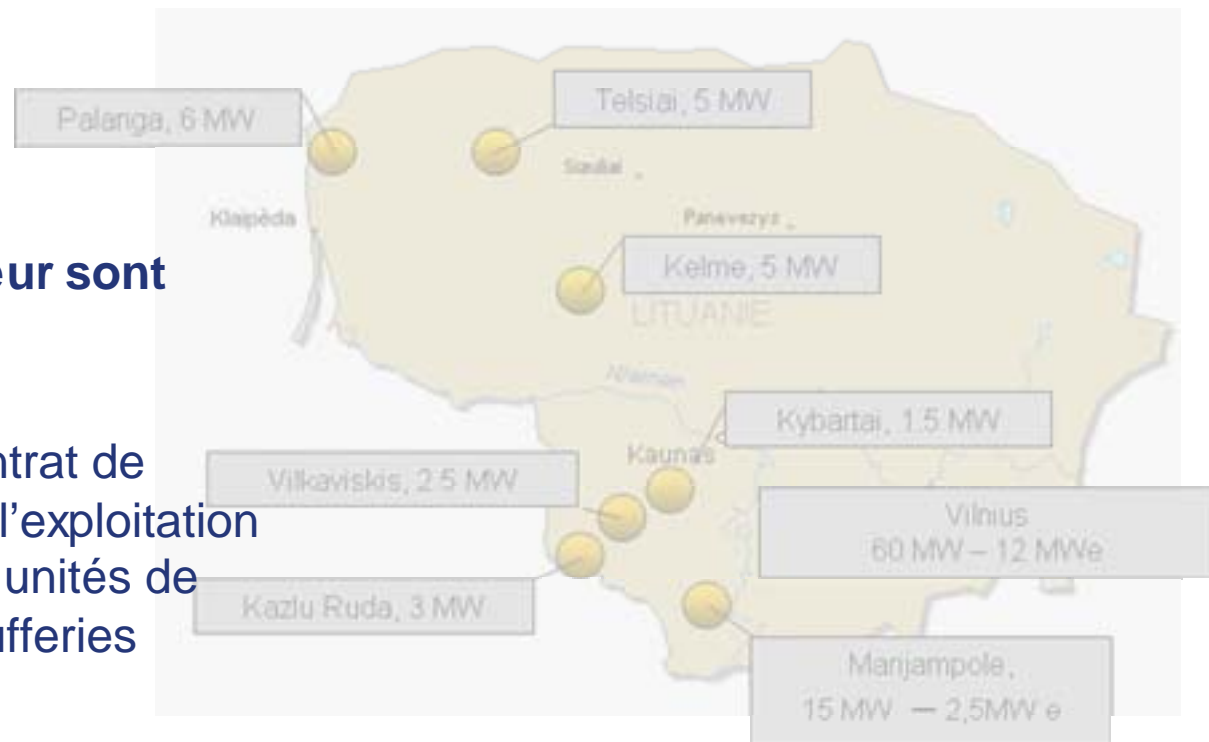 Palanga, 6 MW
Telsiai, 5 MW
Siauliai
Klaipèda
Panevezys
eur sont
Kelme, 5 MW
LITUANIE
Niemen
Kybartai, 1.5 MW
ntrat de
Kaunas
Vilkaviskis, 2.5 MW
l’exploitation
Vilnius
60 MW – 12 MWe
unités de
Kazlu Ruda, 3 MW
ufferies
Marijampole,
15 MW — 2,5MW e